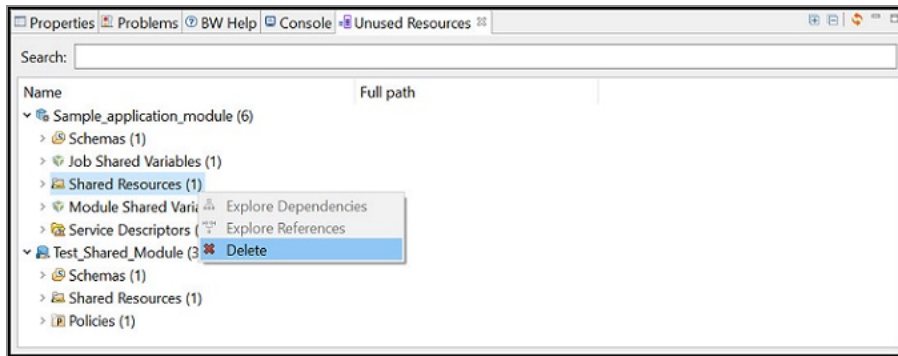 Properties Problems BW Help Console Unused Resources
Search:
Name Full path
Sample_application_module (6)
Schemas (1)
Job Shared Variables (1)
Shared Resources (1)
Module Shared Varia
Explore Dependencies
Explore References
Service Descriptors (
Delete
Test_Shared_Module (3
Schemas (1)
Shared Resources (1)
Policies (1)